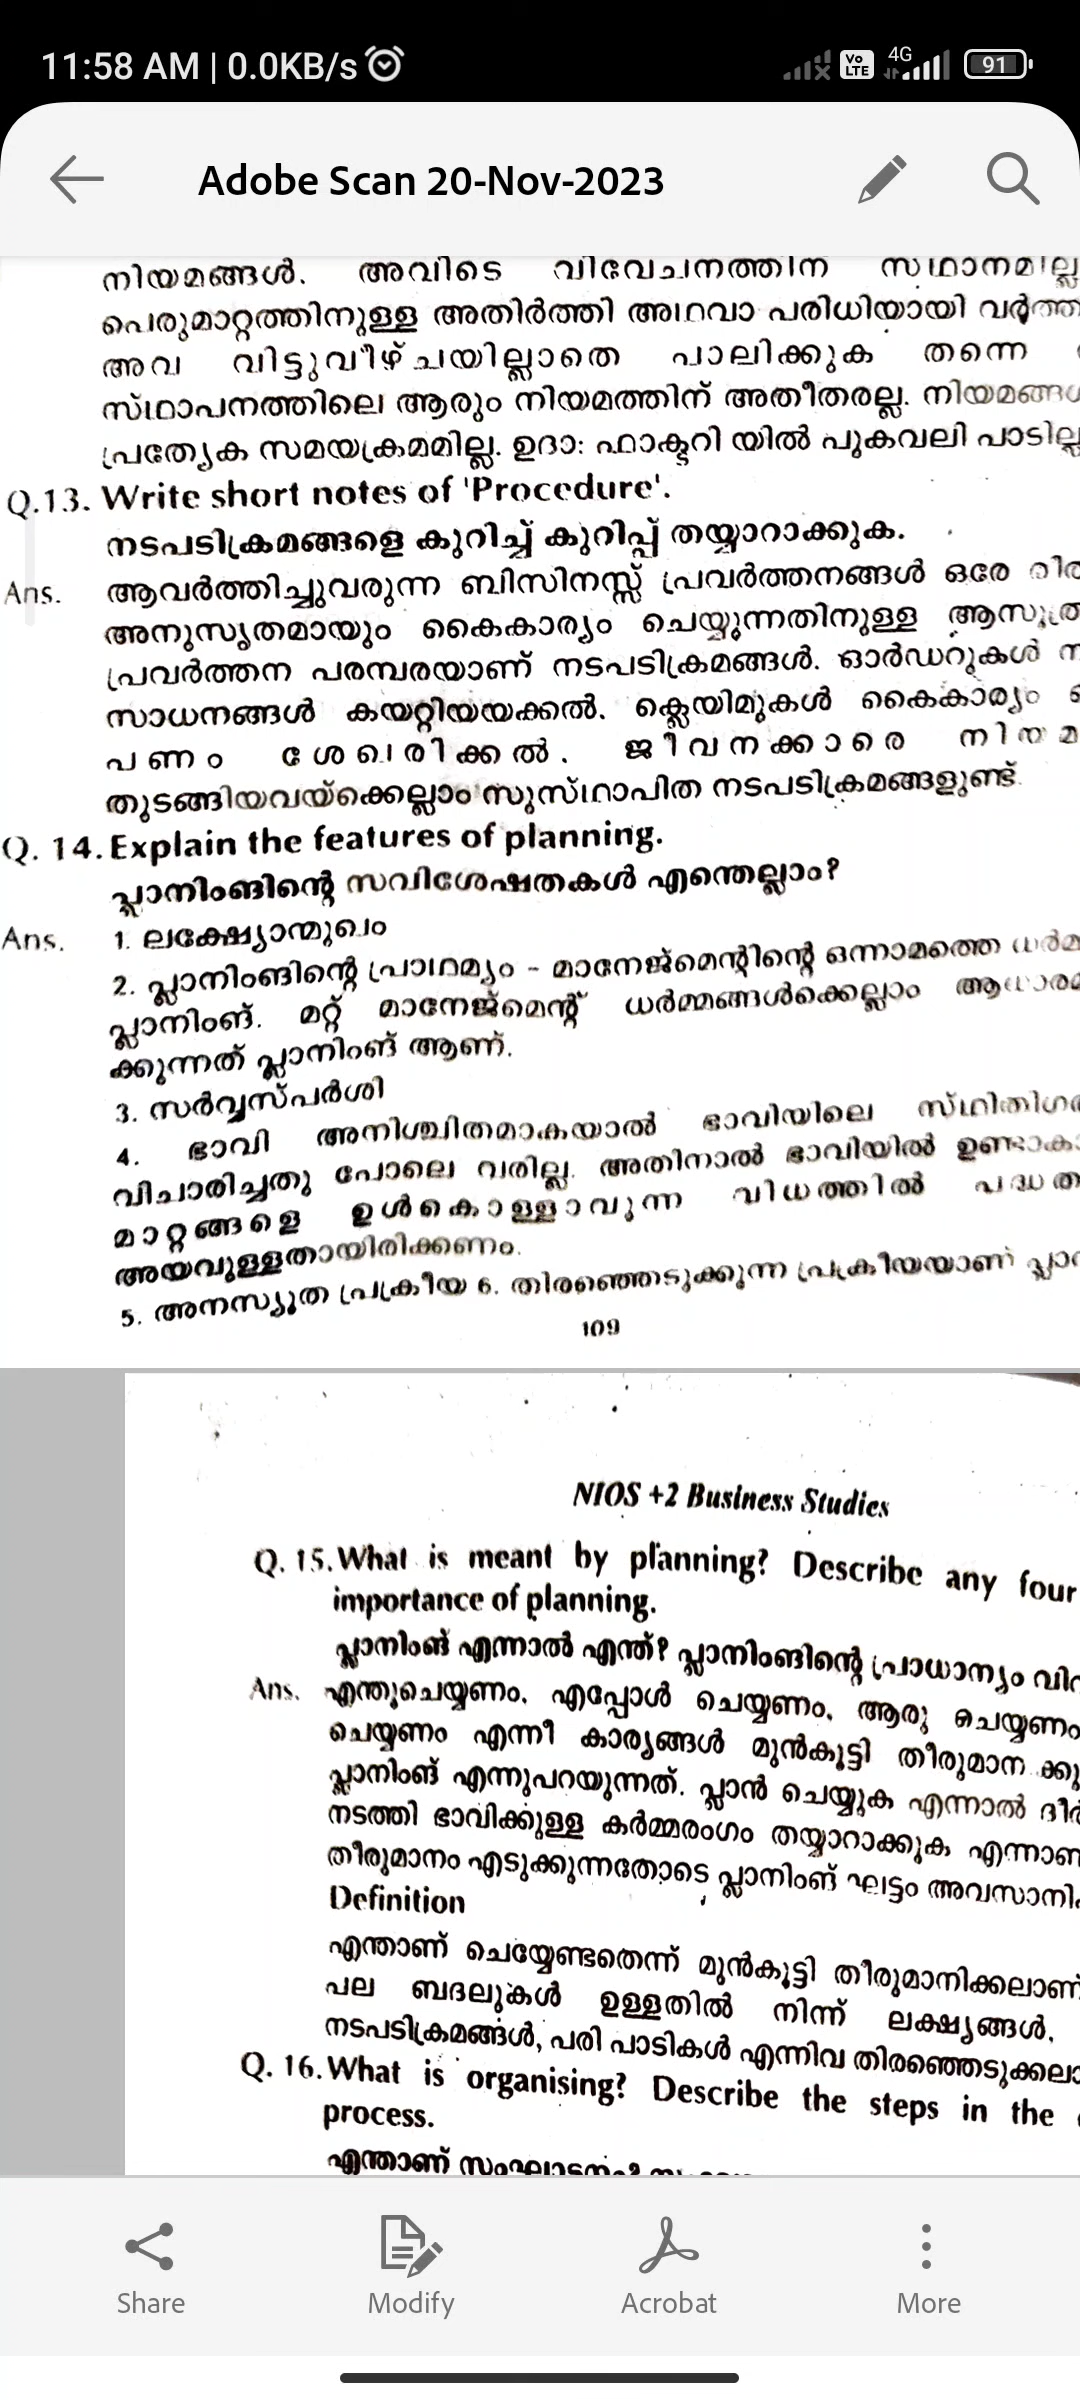 11:58 AM | 0.0KB/s
Vo LTE 4G 91
Adobe Scan 20-Nov-2023
നിയമങ്ങൾ. അവിടെ വിവേചനത്തിന് സ്ഥാനമില്ല
പെരുമാറ്റത്തിനുള്ള അതിർത്തി അഥവാ പരിധിയായി
അവ വിട്ടുവീഴ്ചയില്ലാതെ പാലിക്കുക തന്നെ
സ്ഥാപനത്തിലെ ആരും നിയമത്തിന് അതീതരല്ല.
പ്രത്യേക സമയക്രമമില്ല. ഉദാ: ഫാക്ടറി യിൽ പുകവലി പാടില്ല
Q.13. Write short notes of 'Procedure'.
നടപടിക്രമങ്ങളെ കുറിച്ച് കുറിപ്പ് തയ്യാറാക്കുക.
Ans. ആവർത്തിച്ചുവരുന്ന ബിസിനസ്സ് പ്രവർത്തനങ്ങൾ ഒരേ
അനുസൃതമായും കൈകാര്യം ചെയ്യുന്നതിനുള്ള
പ്രവർത്തന പരമ്പരയാണ് നടപടിക്രമങ്ങൾ. ഓർഡറുകൾ
സാധനങ്ങൾ കയറ്റിയയക്കൽ. ക്ലെയിമുകൾ കൈകാര്യം
പണം ശേഖരിക്കൽ. ജീവനക്കാരെ
തുടങ്ങിയവയ്ക്കെല്ലാം സുസ്ഥാപിത നടപടിക്രമങ്ങളുണ്ട്.
Q. 14. Explain the features of planning.
പ്ലാനിംങിന്റെ സവിശേഷതകൾ എന്തെല്ലാം?
Ans. 1. ലക്ഷ്യോന്മുഖം
2. പ്ലാനിംങിന്റെ പ്രാഥമ്യം - മാനേജ്മെന്റിന്റെ ഒന്നാമത്തെ
പ്ലാനിംങ്. മറ്റ് മാനേജ്മെന്റ് ധർമ്മങ്ങൾക്കെല്ലാം
ക്കുന്നത് പ്ലാനിംങ് ആണ്.
3. സർവ്വസ്പർശി
4. ഭാവി അനിശ്ചിതമാകയാൽ ഭാവിയിലെ
വിചാരിച്ചതു പോലെ വരില്ല. അതിനാൽ ഭാവിയിൽ
മാറ്റങ്ങളെ ഉൾകൊള്ളാവുന്ന വിധത്തിൽ
അയവുള്ളതായിരിക്കണം.
5. അനസ്യൂത പ്രക്രീയ 6. തിരഞ്ഞെടുക്കുന്ന പ്രക്രീയയാണ്
109
NIOS +2 Business Studies
Q. 15. What is meant by planning? Describe any four
importance of planning.
പ്ലാനിംങ് എന്നാൽ എന്ത്? പ്ലാനിംങിന്റെ പ്രാധാന്യം
Ans. എന്തുചെയ്യണം, എപ്പോൾ ചെയ്യണം, ആരു ചെയ്യണം
ചെയ്യണം എന്നീ കാര്യങ്ങൾ മുൻകൂട്ടി
പ്ലാനിംങ് എന്നുപറയുന്നത്. പ്ലാൻ ചെയ്യുക എന്നാൽ
നടത്തി ഭാവിക്കുള്ള കർമ്മരംഗം തയ്യാറാക്കുക
തീരുമാനം എടുക്കുന്നതോടെ പ്ലാനിംങ് ഘട്ടം
Definition
എന്താണ് ചെയ്യേണ്ടതെന്ന് മുൻകൂട്ടി തീരുമാനിക്കലാണ്
പല ബദലുകൾ ഉള്ളതിൽ നിന്ന് ലക്ഷ്യങ്ങൾ,
നടപടിക്രമങ്ങൾ, പരി പാടികൾ എന്നിവ
Q. 16. What is organising? Describe the steps in the
process.
എന്താണ്
Share Modify Acrobat More